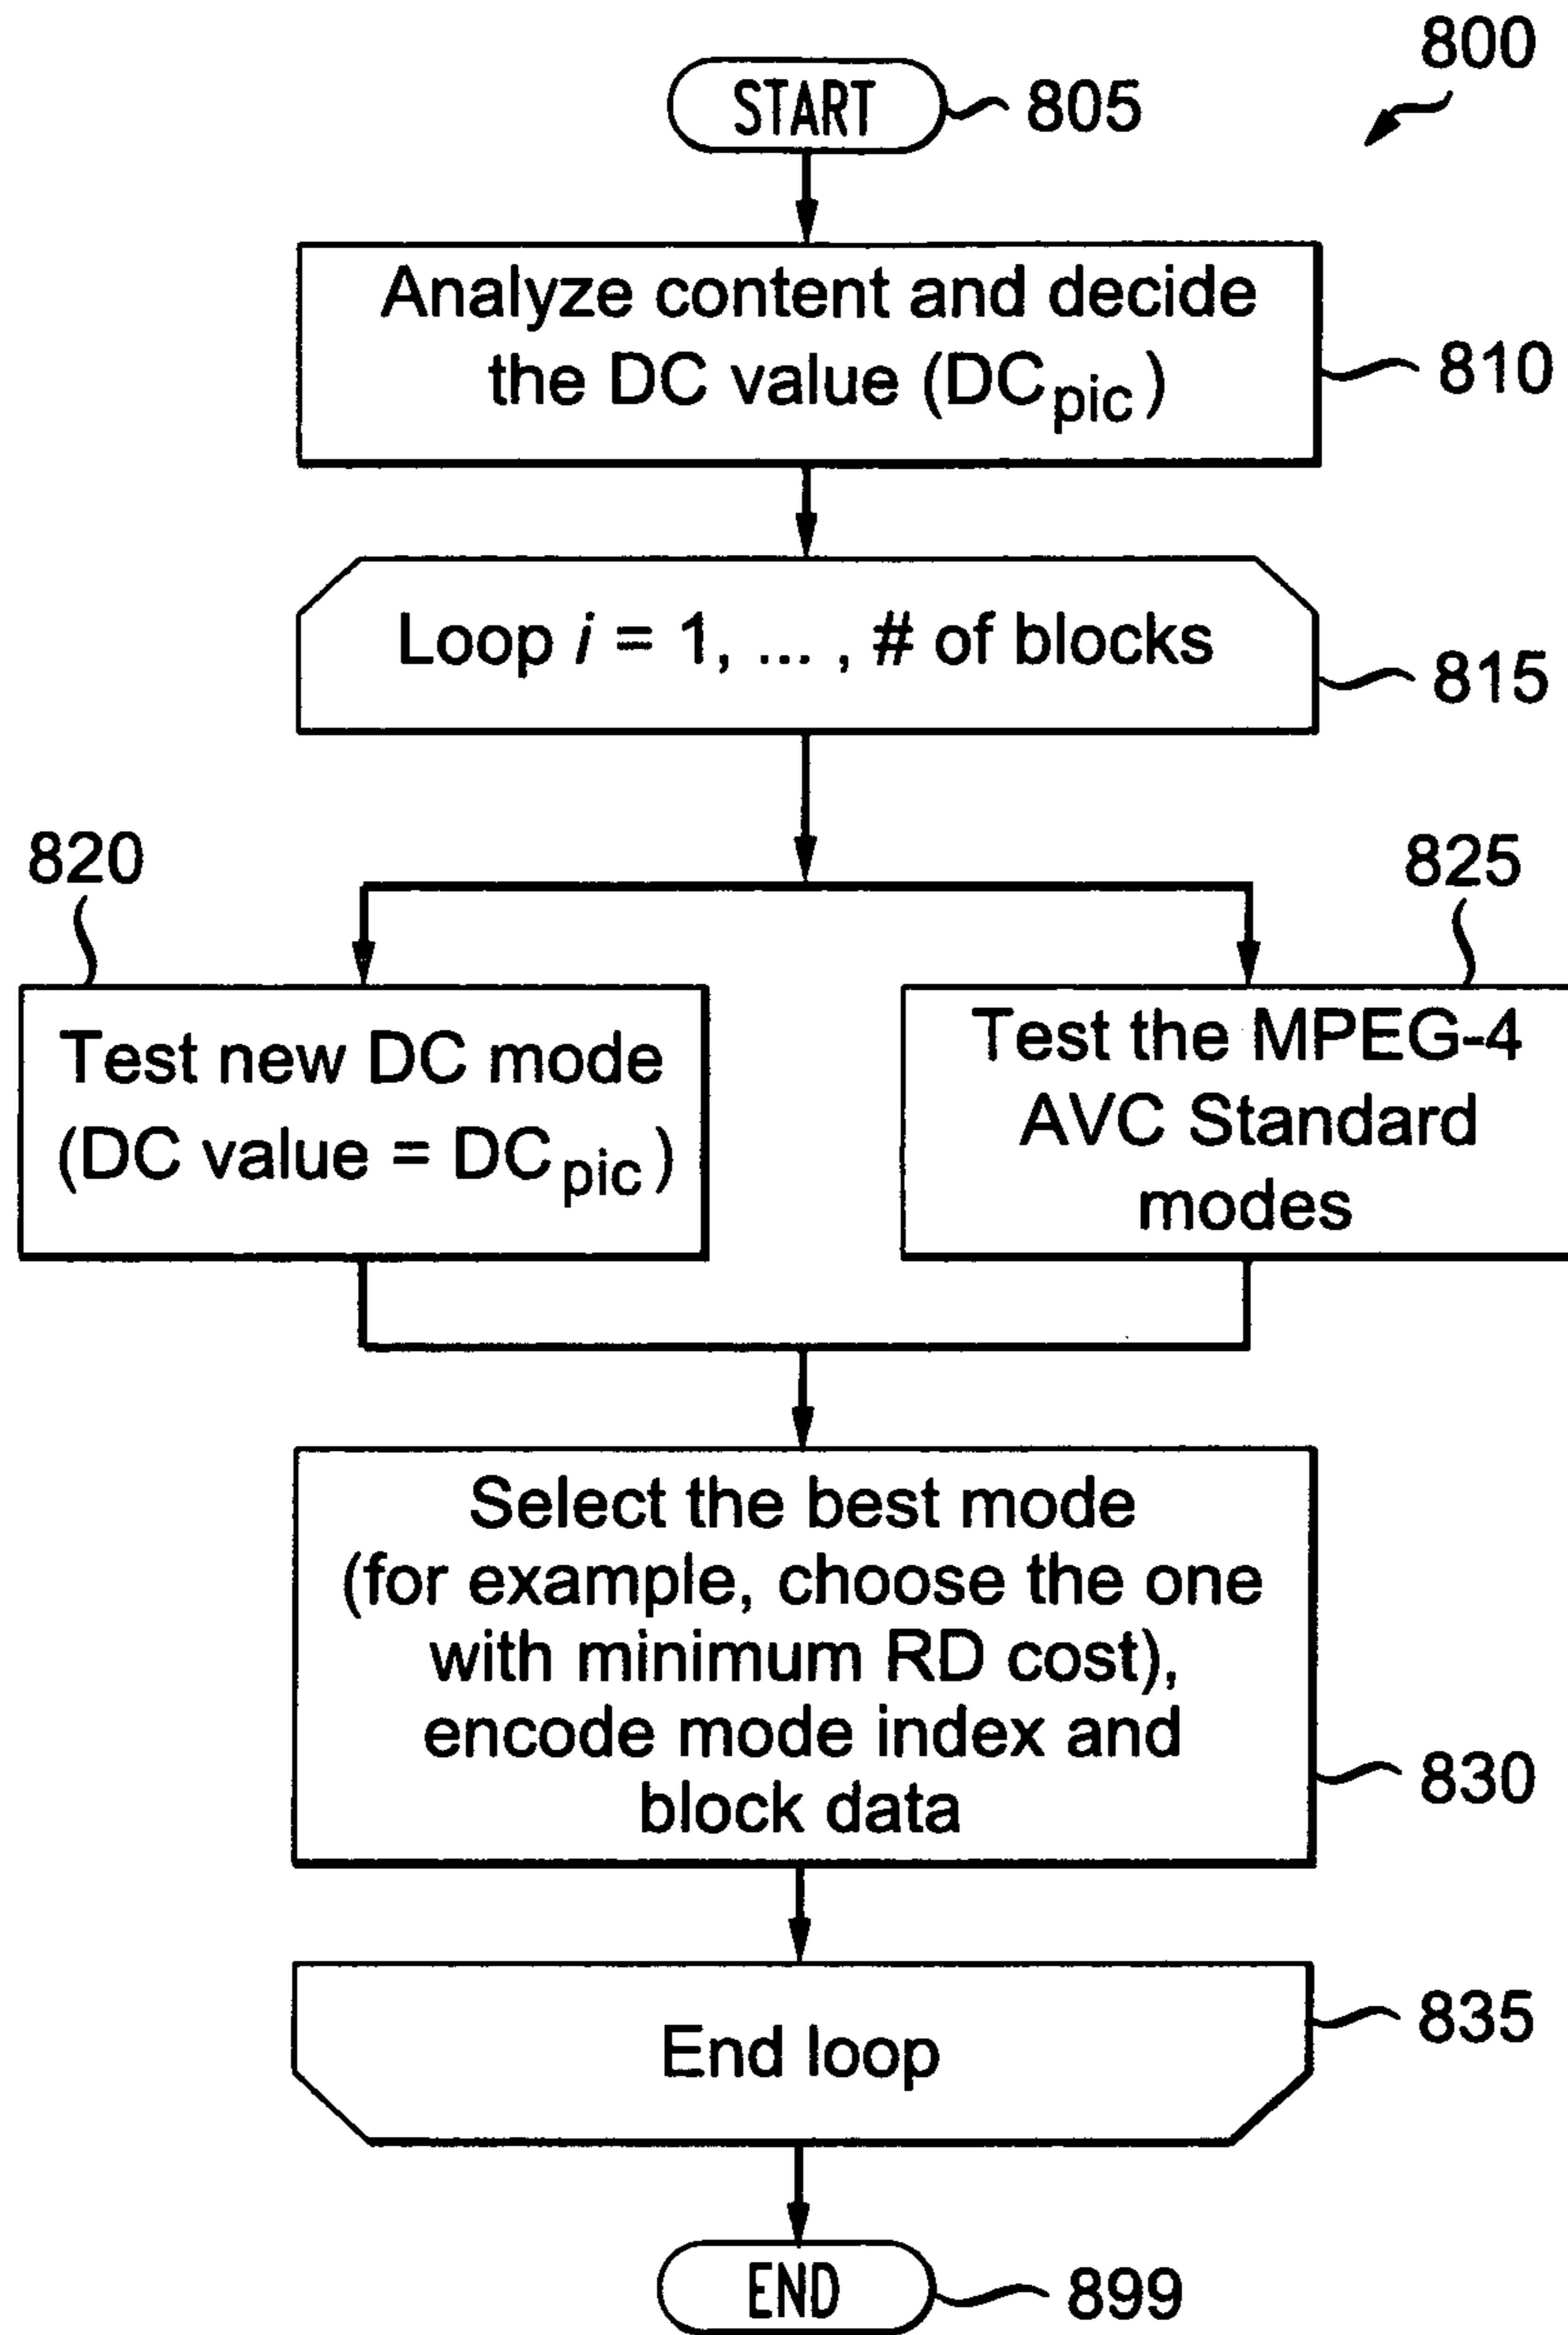 800
START
805
Analyze content and decide
the DC value (DCpic)
810
Loop i = 1, ... , # of blocks
815
820
825
Test new DC mode
(DC value = DCpic)
Test the MPEG-4
AVC Standard
modes
Select the best mode
(for example, choose the one
with minimum RD cost),
encode mode index and
block data
830
End loop
835
END
899